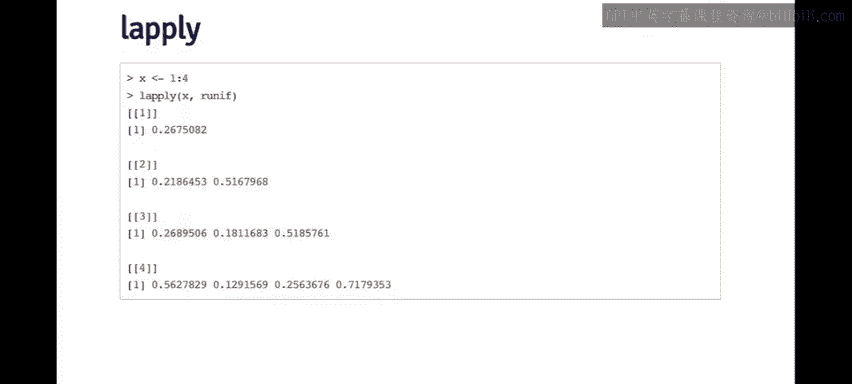 lapply
> x <- 1:4
> lapply(x, runif)
[[1]]
[1] 0.2675082
[[2]]
[1] 0.2186453 0.5167968
[[3]]
[1] 0.2689506 0.1811683 0.5185761
[[4]]
[1] 0.5627829 0.1291569 0.2563676 0.7179353